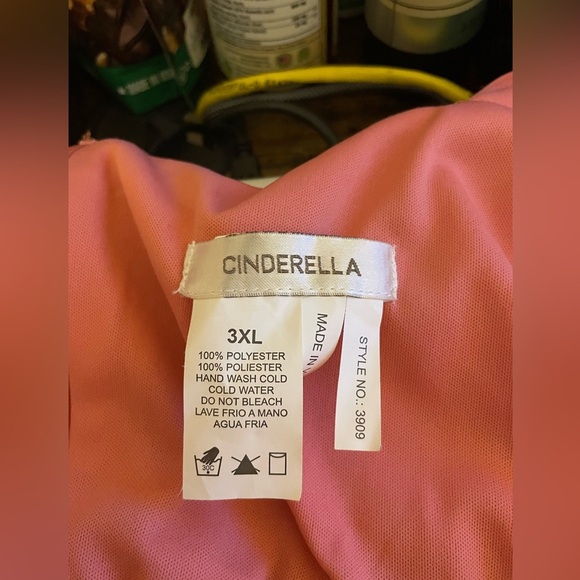 CINDERELLA
3XL
100% POLYESTER
100% POLIESTER
HAND WASH COLD
COLD WATER
DO NOT BLEACH
LAVE FRIO A MANO
AGUA FRIA
30C
MADE IN
STYLE NO.: 3909